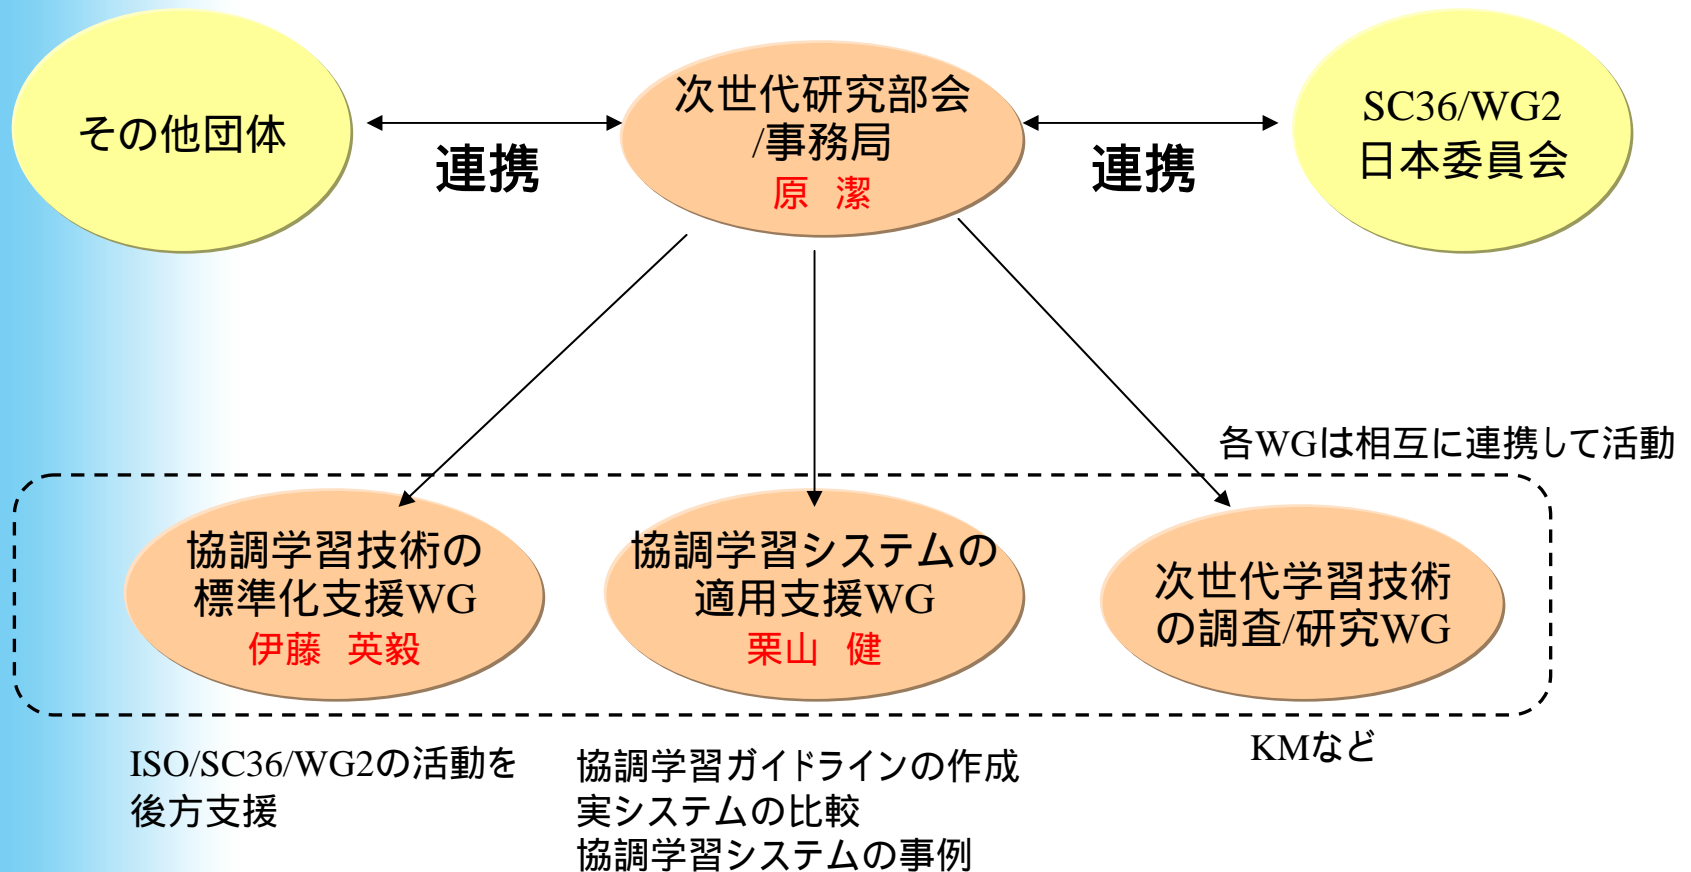 その他団体
連携
次世代研究部会
/事務局
原　潔
連携
SC36/WG2
日本委員会
各WGは相互に連携して活動
協調学習技術の
標準化支援WG
伊藤　英毅
協調学習システムの
適用支援WG
栗山　健
次世代学習技術
の調査/研究WG
ISO/SC36/WG2の活動を
後方支援
協調学習ガイドラインの作成
実システムの比較
協調学習システムの事例
KMなど